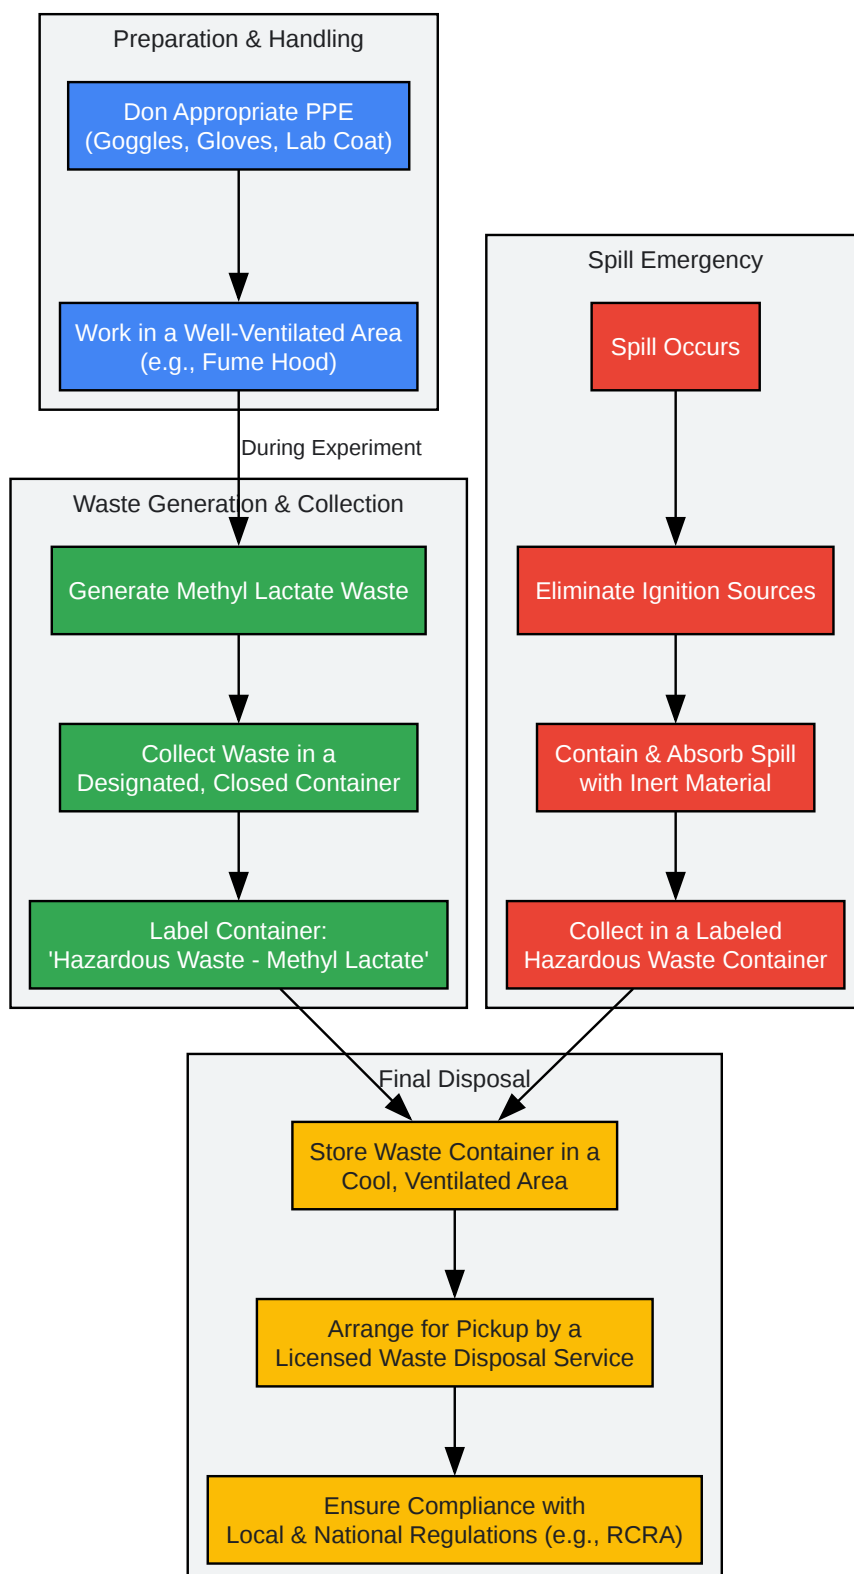 Preparation & Handling
Don Appropriate PPE
(Goggles, Gloves, Lab Coat)
Work in a Well-Ventilated Area
(e.g., Fume Hood)
During Experiment
Waste Generation & Collection
Generate Methyl Lactate Waste
Collect Waste in a
Designated, Closed Container
Label Container:
'Hazardous Waste - Methyl Lactate'
Spill Emergency
Spill Occurs
Eliminate Ignition Sources
Contain & Absorb Spill
with Inert Material
Collect in a Labeled
Hazardous Waste Container
Final Disposal
Store Waste Container in a
Cool, Ventilated Area
Arrange for Pickup by a
Licensed Waste Disposal Service
Ensure Compliance with
Local & National Regulations (e.g., RCRA)